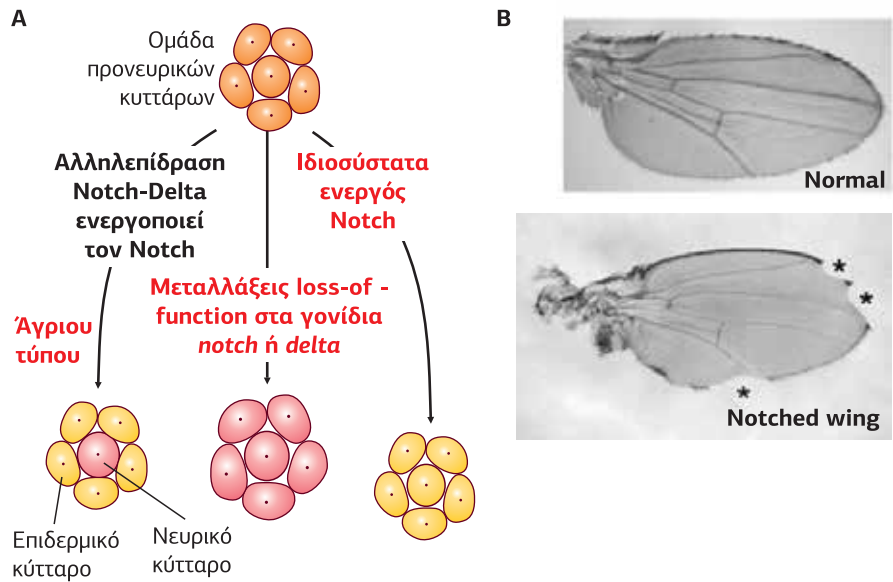 A
Ομάδα
προνευρικών
κυττάρων
Αλληλεπίδραση
Notch-Delta
ενεργοποιεί
τον Notch
Ιδιοσύστατα
ενεργός
Notch
Μεταλλάξεις loss-of -
function στα γονίδια
notch ή delta
Άγριου
τύπου
Επιδερμικό
κύτταρο
Νευρικό
κύτταρο
B
Normal
*
*
*
Notched wing